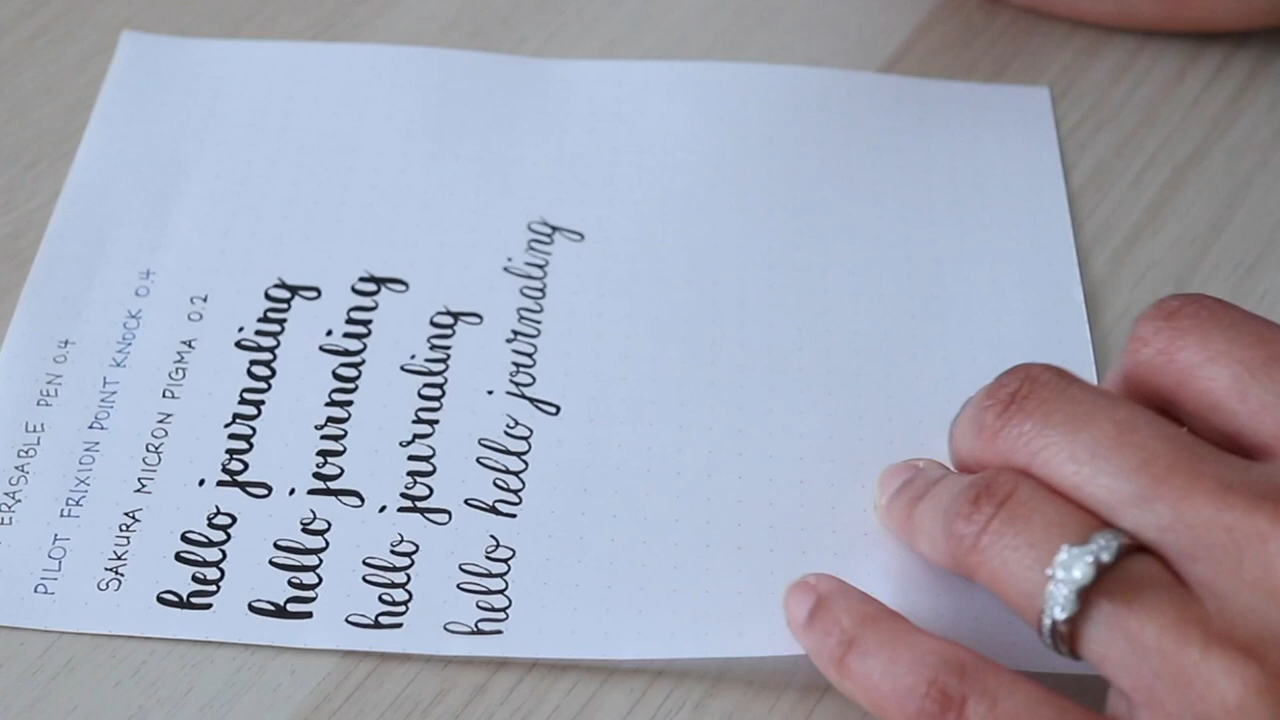 ERASABLE PEN 0.4
PILOT FRIXION POINT KNOCK 0.4
SAKURA MICRON PIGMA 0.2
hello journaling
hello journaling
hello journaling
hello hello journaling